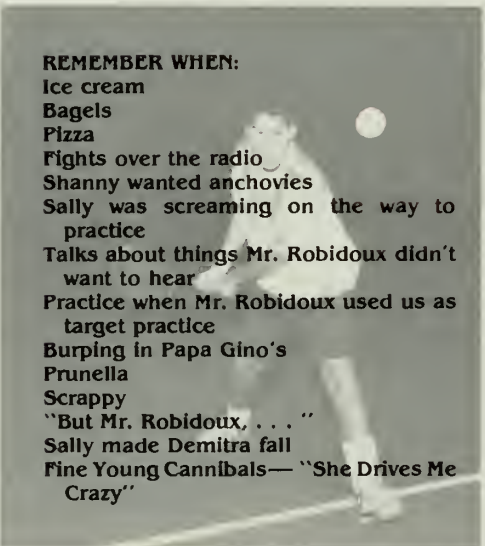 REMEMBER WHEN:
Ice cream
Bagels
Pizza
Fights over the radio
Shanny wanted anchovies
Sally was screaming on the way to
practice
Talks about things Mr. Robidoux didn't
want to hear
Practice when Mr. Robidoux used us as
target practice
Burping in Papa Gino's
Prunella
Scrappy
"But Mr. Robidoux, . . . "
Sally made Demitra fall
Fine Young Cannibals— "She Drives Me
Crazy"